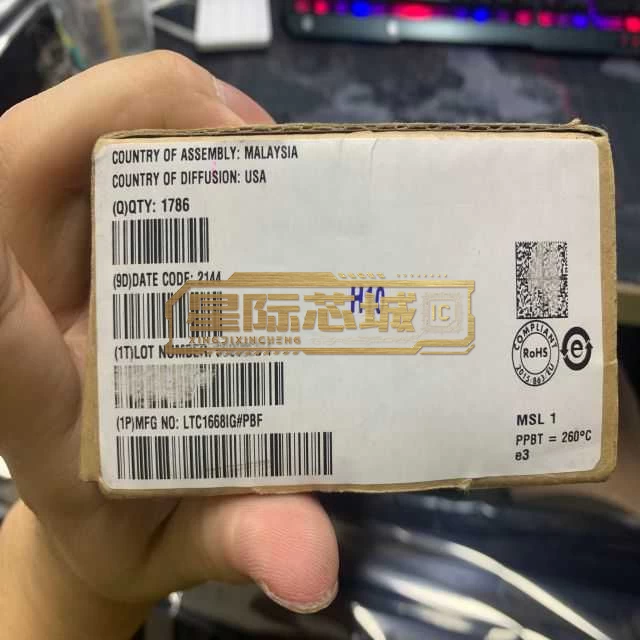 COUNTRY OF ASSEMBLY: MALAYSIA
COUNTRY OF DIFFUSION: USA
(Q)QTY: 1786
(9D)DATE CODE: 2144
H10
星际芯城 IC
XINGJIXINCHENG
(1T)LOT
(1P)MFG NO: LTC1668IG#PBF
COMPLIANT
RoHS
2015/863 EU
e
MSL 1
PPBT = 260°C
e3